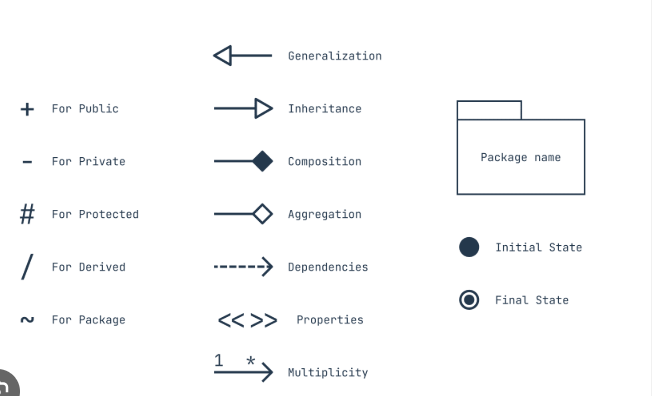 Generalization
+ For Public
Inheritance
- For Private
Composition
Package name
# For Protected
Aggregation
Initial State
/ For Derived
Dependencies
Final State
~ For Package
<< >> Properties
1 *
Multiplicity